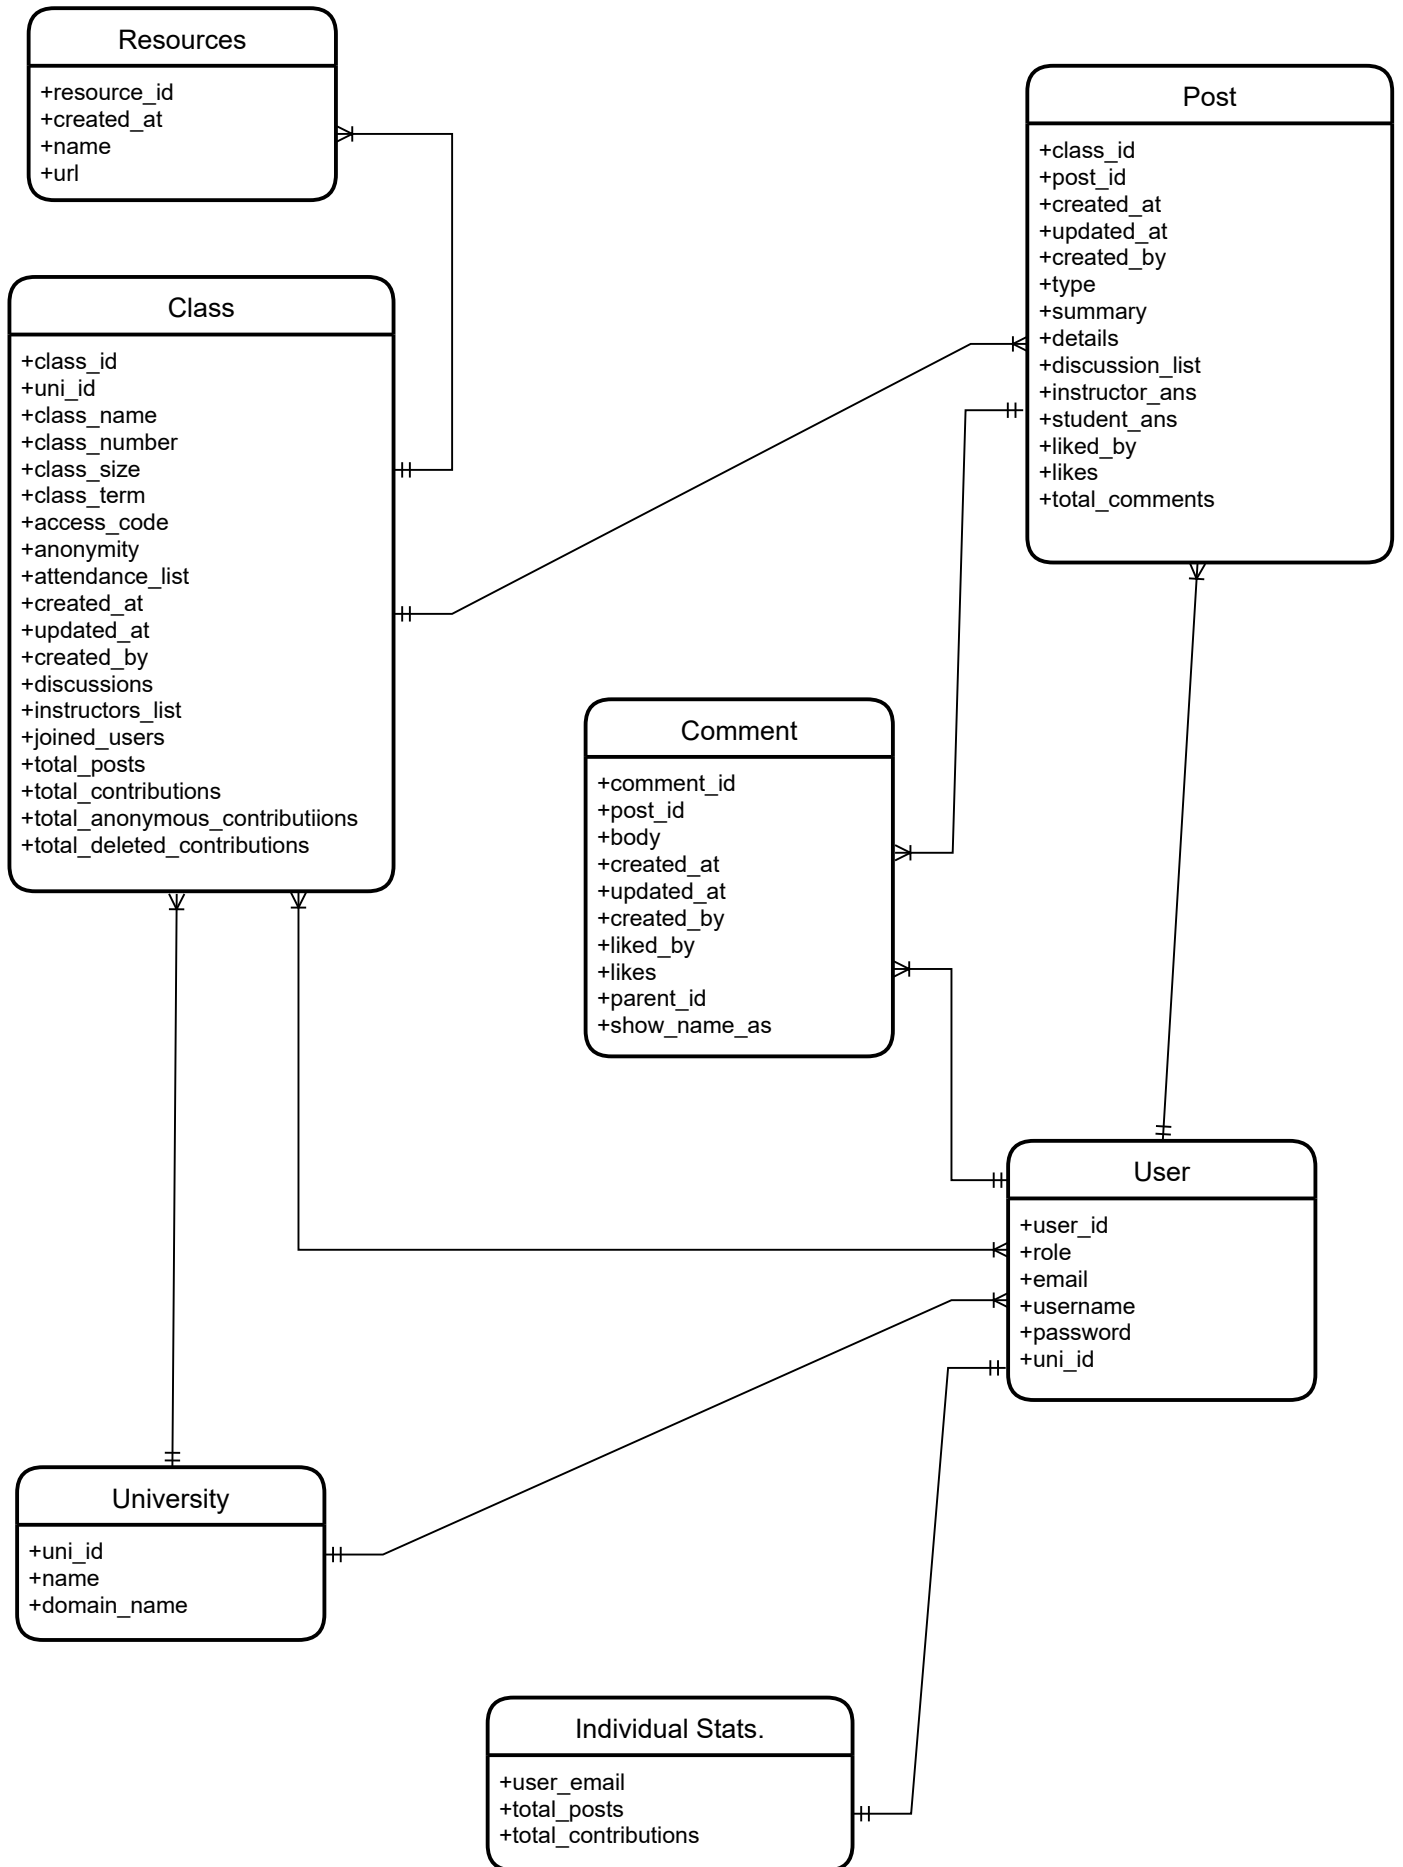 Resources
+resource_id
+created_at
+name
+url
Post
+class_id
+post_id
+created_at
+updated_at
+created_by
+type
+summary
+details
+discussion_list
+instructor_ans
+student_ans
+liked_by
+likes
+total_comments
Class
+class_id
+uni_id
+class_name
+class_number
+class_size
+class_term
+access_code
+anonymity
+attendance_list
+created_at
+updated_at
+created_by
+discussions
+instructors_list
+joined_users
+total_posts
+total_contributions
+total_anonymous_contributiions
+total_deleted_contributions
Comment
+comment_id
+post_id
+body
+created_at
+updated_at
+created_by
+liked_by
+likes
+parent_id
+show_name_as
User
+user_id
+role
+email
+username
+password
+uni_id
University
+uni_id
+name
+domain_name
Individual Stats.
+user_email
+total_posts
+total_contributions